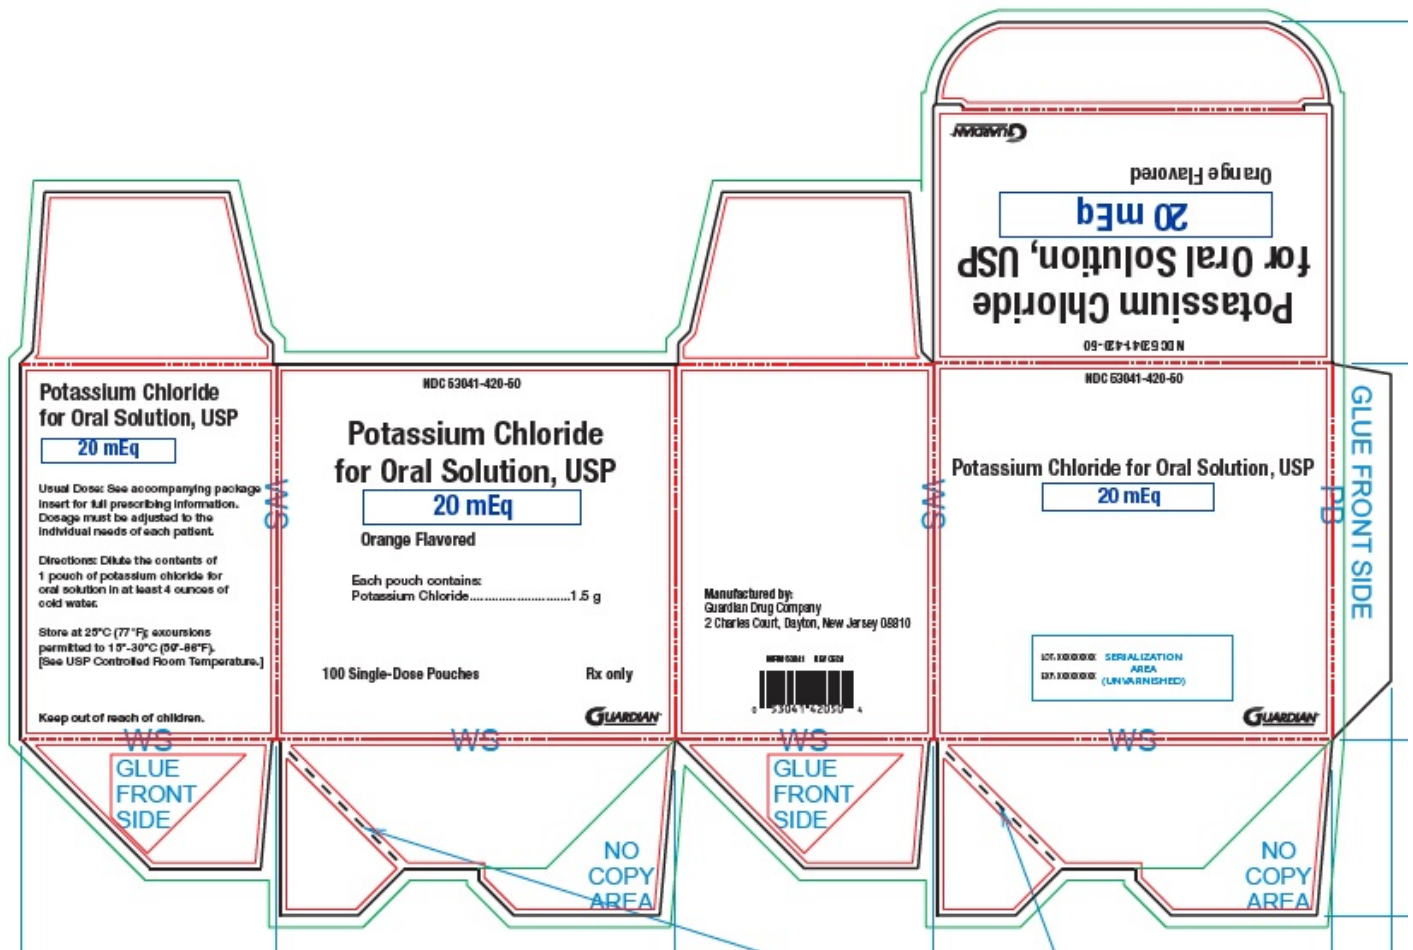 GUARDIAN
Orange Flavored
20 mEq
for Oral Solution, USP
Potassium Chloride
Potassium Chloride
for Oral Solution, USP
20 mEq
Usual Dose: See accompanying package
insert for full prescribing information.
Dosage must be adjusted to the
individual needs of each patient.
Directions: Dilute the contents of
1 pouch of potassium chloride for
oral solution in at least 4 ounces of
cold water.
Store at 25°C (77°F); excursions
permitted to 15°-30°C (59°-86°F).
[See USP Controlled Room Temperature.]
Keep out of reach of children.
WS
WS
GLUE
FRONT
SIDE
NDC 53041-420-50
Potassium Chloride
for Oral Solution, USP
20 mEq
Orange Flavored
Each pouch contains:
Potassium Chloride...........................1.5 g
100 Single-Dose Pouches Rx only
GUARDIAN
WS
NO
COPY
AREA
Manufactured by:
Guardian Drug Company
2 Charles Court, Dayton, New Jersey 08810
0 53041-42050 4
WS
WS
GLUE
FRONT
SIDE
NDC 53041-420-50
Potassium Chloride for Oral Solution, USP
20 mEq
SERIALIZATION
AREA
(UNVARNISHED)
GUARDIAN
WS
PB
GLUE FRONT SIDE
NO
COPY
AREA